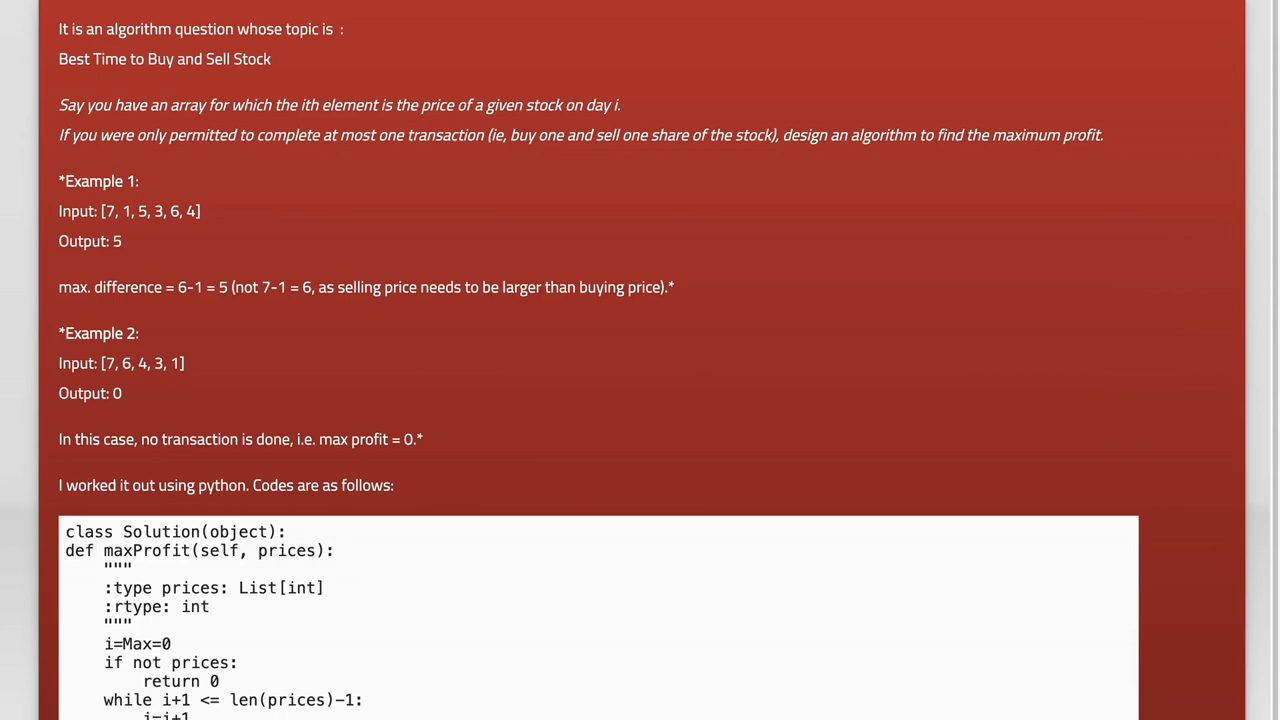 It is an algorithm question whose topic is :
Best Time to Buy and Sell Stock
Say you have an array for which the ith element is the price of a given stock on day i.
If you were only permitted to complete at most one transaction (ie, buy one and sell one share of the stock), design an algorithm to find the maximum profit.
*Example 1:
Input: [7, 1, 5, 3, 6, 4]
Output: 5
max. difference = 6-1 = 5 (not 7-1 = 6, as selling price needs to be larger than buying price).*
*Example 2:
Input: [7, 6, 4, 3, 1]
Output: 0
In this case, no transaction is done, i.e. max profit = 0.*
I worked it out using python. Codes are as follows:
class Solution(object):
def maxProfit(self, prices):
    """
    :type prices: List[int]
    :rtype: int
    """
    i=Max=0
    if not prices:
        return 0
    while i+1 <= len(prices)-1: